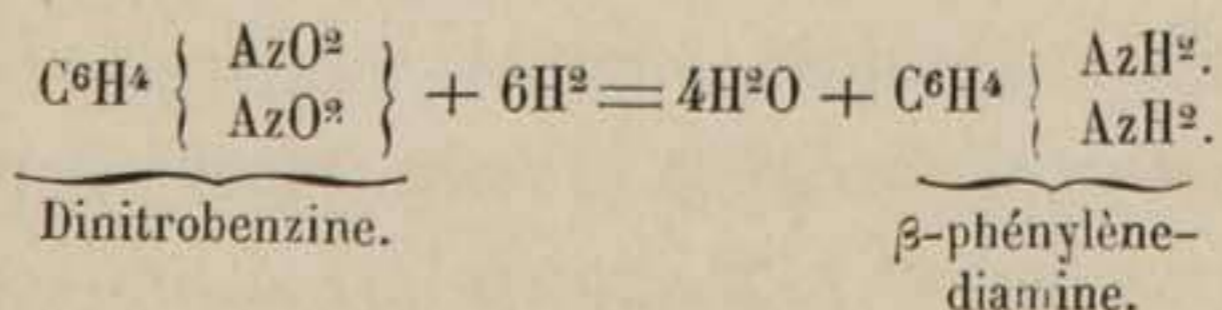 C⁶H⁴ { AzO² AzO² } + 6H² = 4H²O + C⁶H⁴ } AzH². AzH².
Dinitrobenzine.
β-phénylène-
diamine.